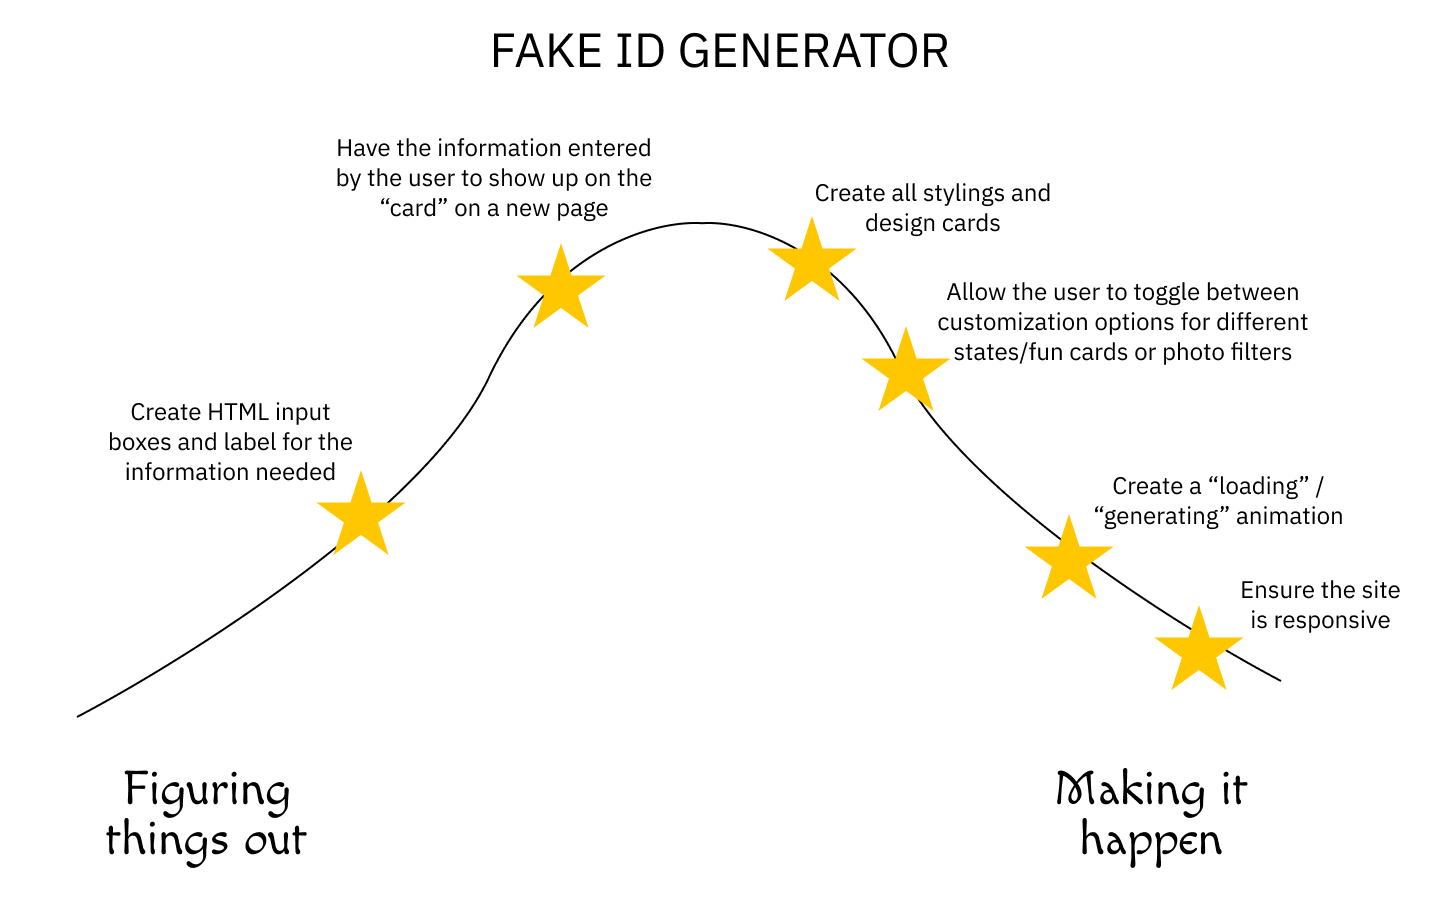 FAKE ID GENERATOR
Have the information entered
by the user to show up on the
“card” on a new page
Create all stylings and
design cards
Allow the user to toggle between
customization options for different
states/fun cards or photo filters
Create HTML input
boxes and label for the
information needed
Create a “loading” /
“generating” animation
Ensure the site
is responsive
Figuring
things out
Making it
happen